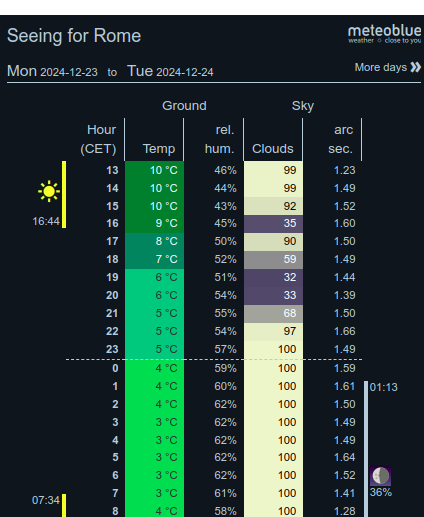 Seeing for Rome
meteoblue
weather close to you
Mon 2024-12-23 to Tue 2024-12-24
More days
Ground Sky
Hour rel. arc
(CET) Temp hum. Clouds sec.
13 10 °C 46% 99 1.23
14 10 °C 44% 99 1.49
15 10 °C 43% 92 1.52
16:44 16 9 °C 45% 35 1.60
17 8 °C 50% 90 1.50
18 7 °C 52% 59 1.49
19 6 °C 51% 32 1.44
20 6 °C 54% 33 1.39
21 5 °C 55% 68 1.50
22 5 °C 54% 97 1.66
23 5 °C 57% 100 1.49
0 4 °C 59% 100 1.59
1 4 °C 60% 100 1.61 01:13
2 4 °C 62% 100 1.50
3 3 °C 62% 100 1.49
4 3 °C 62% 100 1.49
5 3 °C 62% 100 1.64
6 3 °C 62% 100 1.52
7 3 °C 61% 100 1.41 36%
07:34 8 4 °C 58% 100 1.28